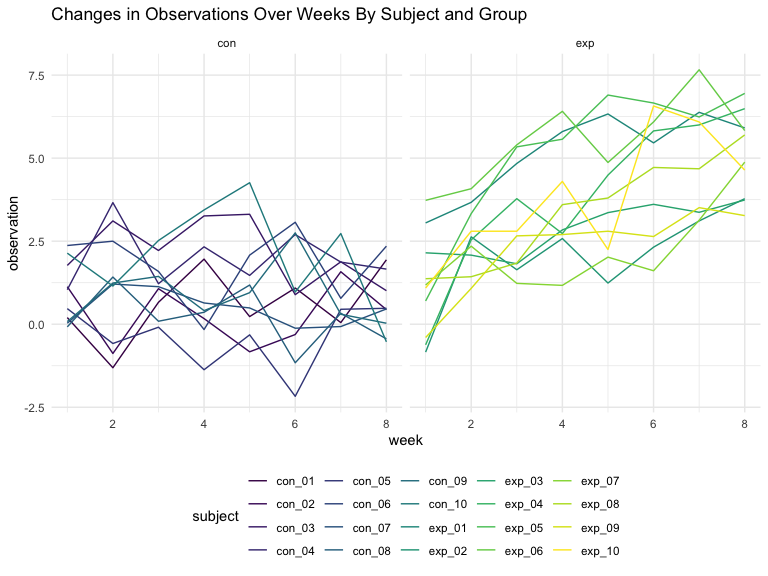 Changes in Observations Over Weeks By Subject and Group
con exp
7.5
5.0
2.5
0.0
-2.5
observation
2 4 6 8 2 4 6 8
week
subject
con_01 con_05 con_09 exp_03 exp_07
con_02 con_06 con_10 exp_04 exp_08
con_03 con_07 exp_01 exp_05 exp_09
con_04 con_08 exp_02 exp_06 exp_10